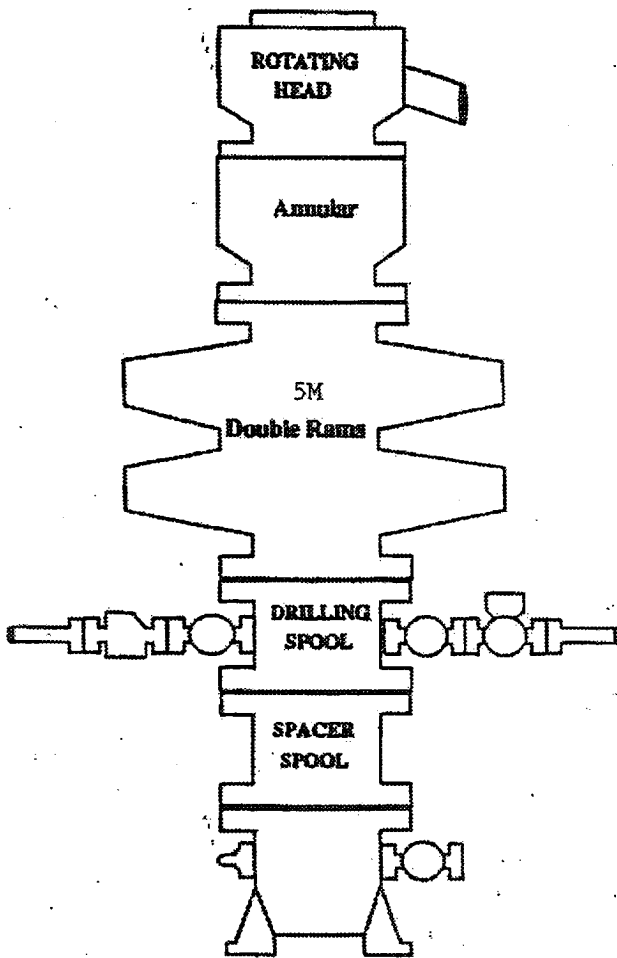 ROTATING
HEAD
Annular
5M
Double Rams
DRILLING
SPOOL
SPACER
SPOOL